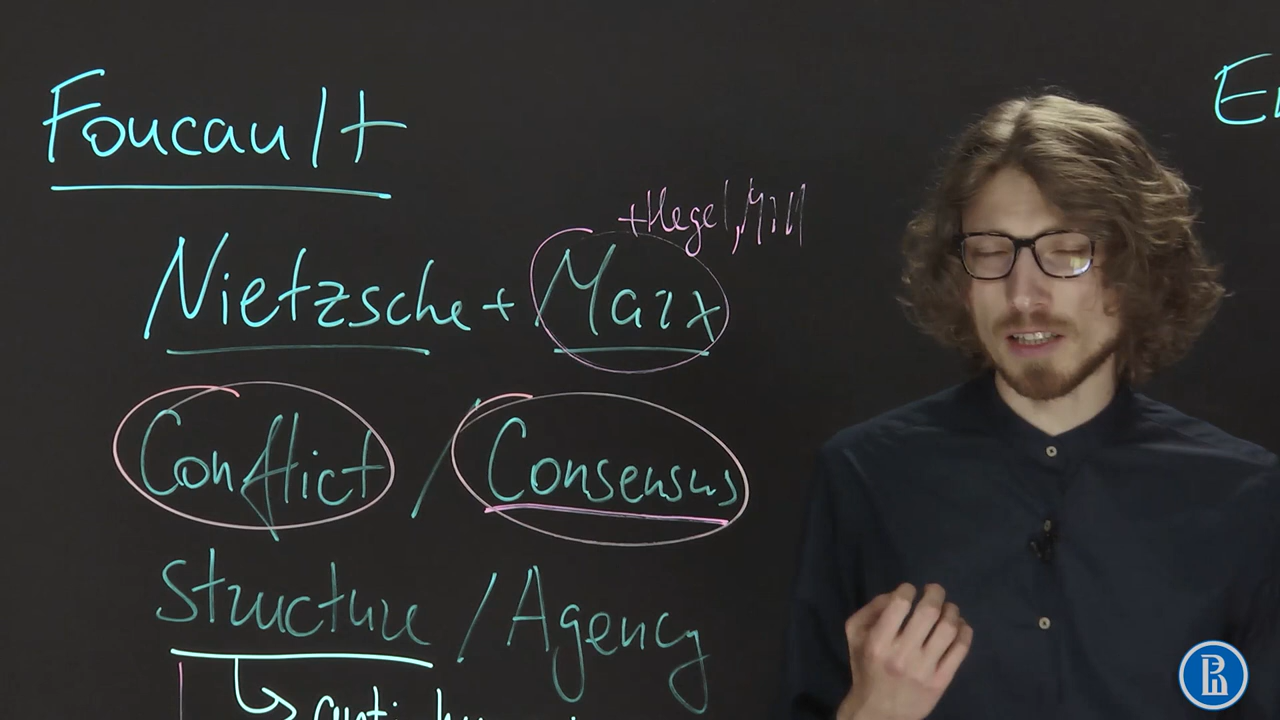 Foucault
+Hegel, Mill
Nietzsche + Marx
Conflict / Consensus
Structure / Agency